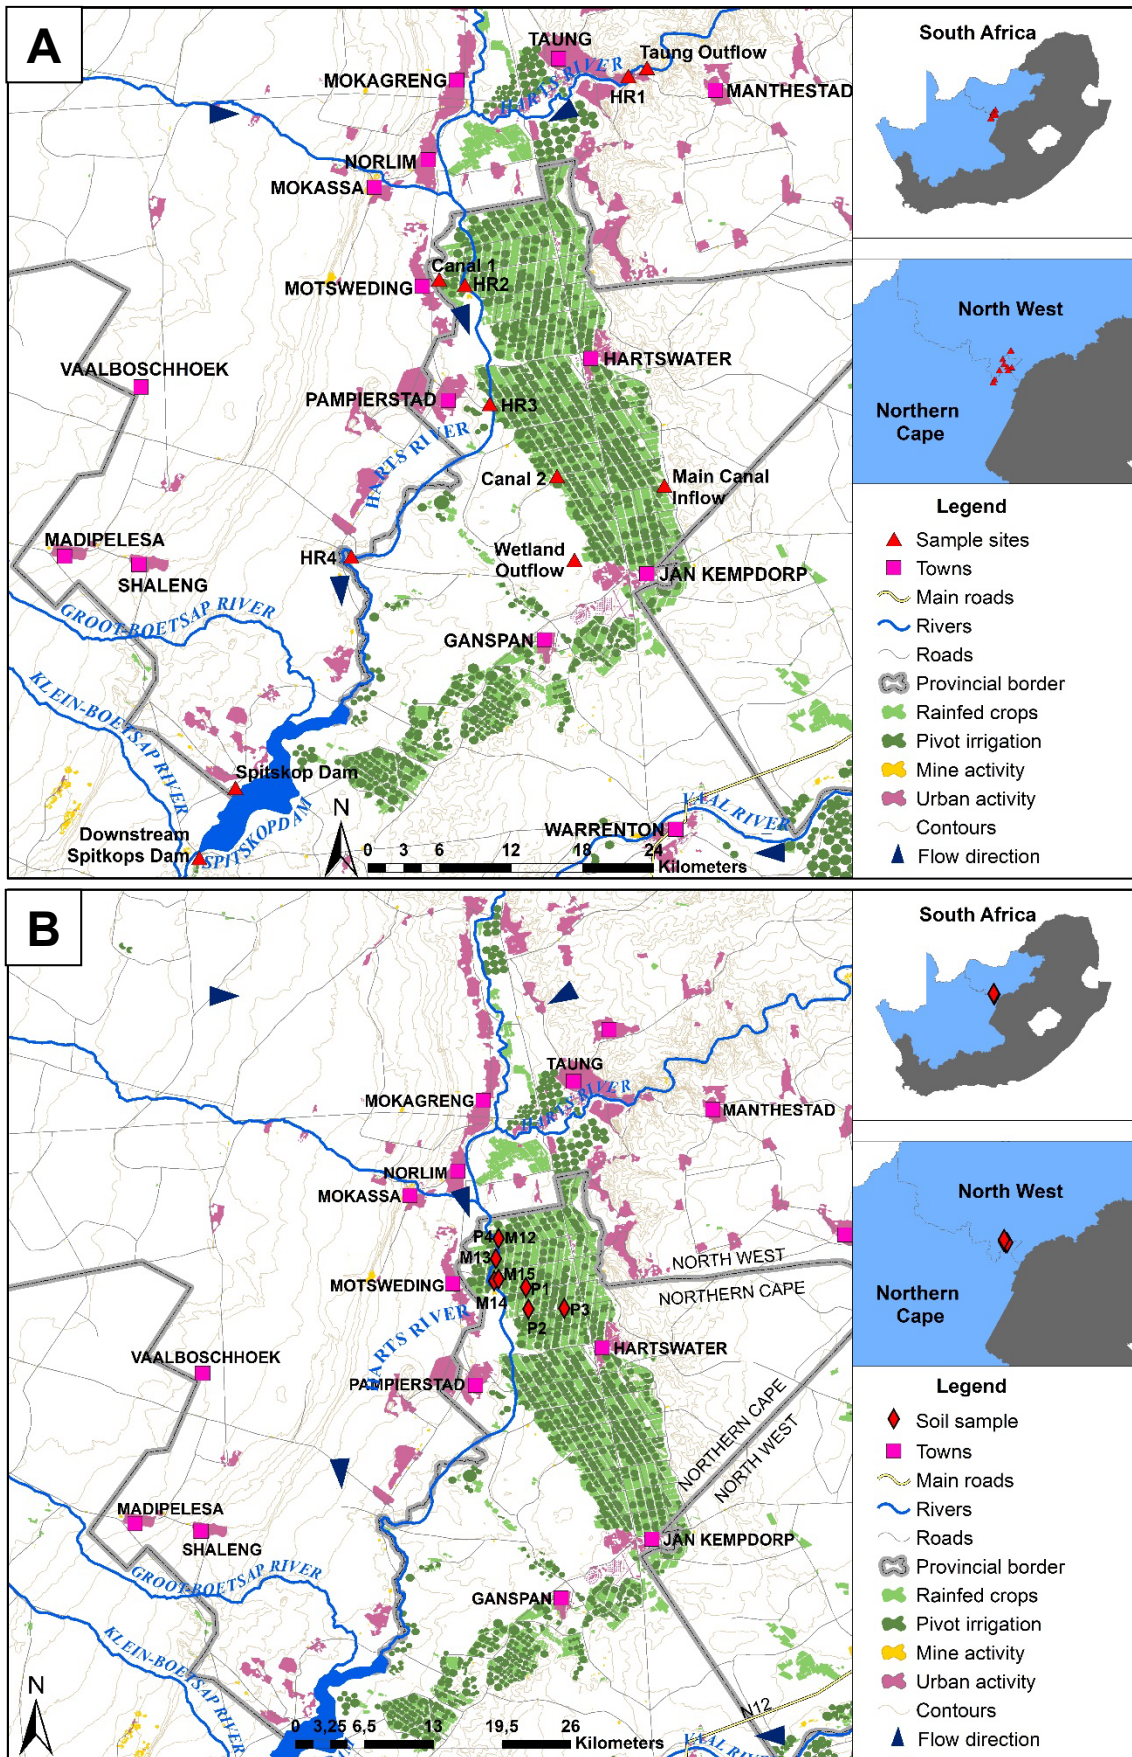 A
TAUNG
Taung Outflow
MOKAGRENG
HARTS RIVER
HR1
MANTHESTAD
NORLIM
MOKASSA
Canal 1
MOTSWEDING
HR2
VAALBOSCHHOEK
HARTSWATER
PAMPIERSTAD
HR3
HARTS RIVER
Canal 2
Main Canal
Inflow
MADIPELESA
SHALENG
HR4
Wetland
Outflow
JAN KEMPDORP
GROOT-BOETSAP RIVER
GANSPAN
KLEIN-BOETSAP RIVER
Spitskop Dam
SPITSKOPDAM
Downstream
Spitkops Dam
N
WARRENTON
VAAL RIVER
0 3 6 12 18 24
Kilometers
South Africa
North West
Northern
Cape
Legend
Sample sites
Towns
Main roads
Rivers
Roads
Provincial border
Rainfed crops
Pivot irrigation
Mine activity
Urban activity
Contours
Flow direction
B
TAUNG
MOKAGRENG
HARTS RIVER
MANTHESTAD
NORLIM
MOKASSA
P4 M12
M13
M15
MOTSWEDING
M14
P1
P2
P3
NORTH WEST
NORTHERN CAPE
HARTS RIVER
HARTSWATER
VAALBOSCHHOEK
PAMPIERSTAD
NORTHERN CAPE
NORTH WEST
MADIPELESA
SHALENG
JAN KEMPDORP
GROOT-BOETSAP RIVER
GANSPAN
KLEIN-BOETSAP RIVER
N
N12
VAAL RIVER
0 3,25 6,5 13 19,5 26
Kilometers
South Africa
North West
Northern
Cape
Legend
Soil sample
Towns
Main roads
Rivers
Roads
Provincial border
Rainfed crops
Pivot irrigation
Mine activity
Urban activity
Contours
Flow direction